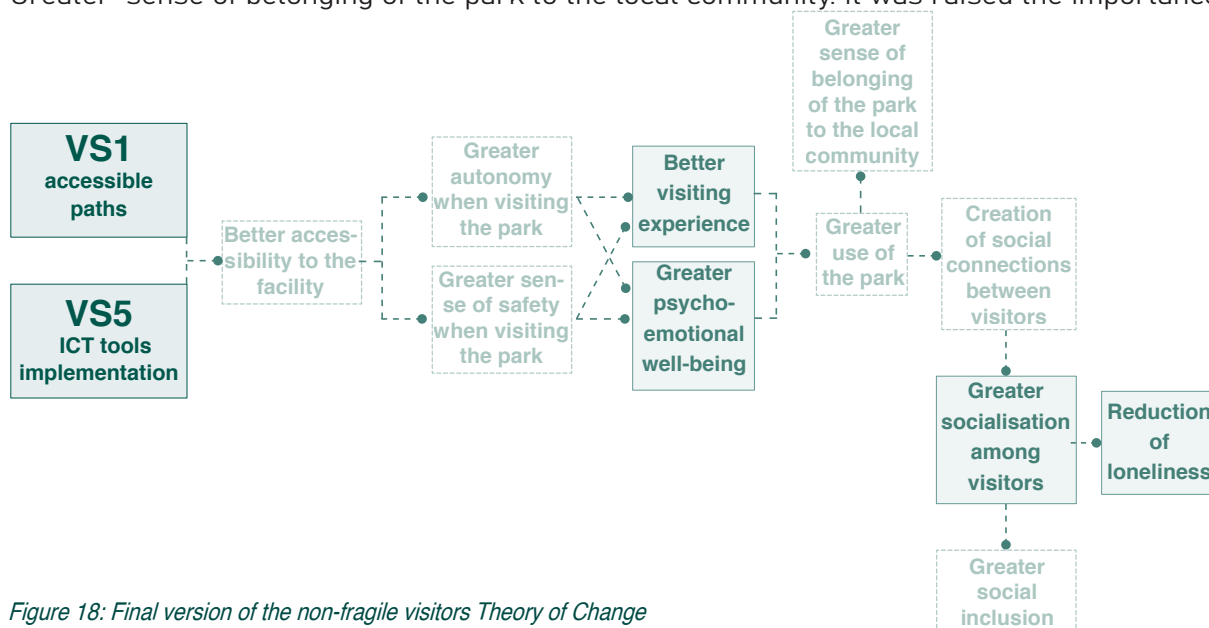 Greater sense of belonging of the park to the local community. It was raised the importance
VS1
accessible
paths
VS5
ICT tools
implementation
Better acces-
sibility to the
facility
Greater
autonomy
when visiting
the park
Greater sen-
se of safety
when visiting
the park
Better
visiting
experience
Greater
psycho-
emotional
well-being
Greater
sense of
belonging
of the park
to the local
community
Greater
use of
the park
Creation
of social
connections
between
visitors
Greater
socialisation
among
visitors
Reduction
of
loneliness
Greater
social
inclusion
Figure 18: Final version of the non-fragile visitors Theory of Change